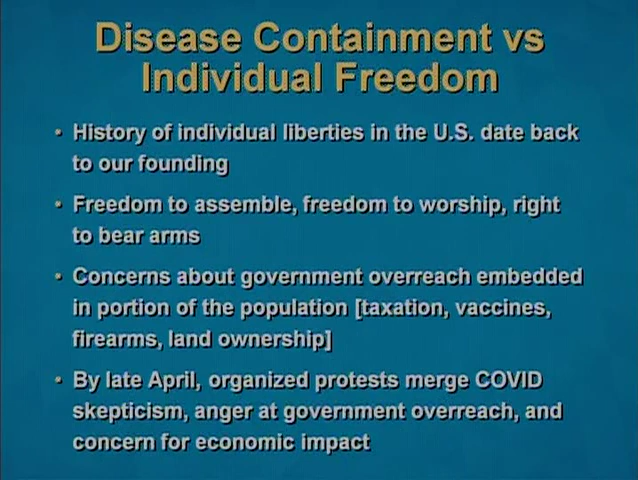 Disease Containment vs
Individual Freedom
• History of individual liberties in the U.S. date back
to our founding
• Freedom to assemble, freedom to worship, right
to bear arms
• Concerns about government overreach embedded
in portion of the population [taxation, vaccines,
firearms, land ownership]
• By late April, organized protests merge COVID
skepticism, anger at government overreach, and
concern for economic impact